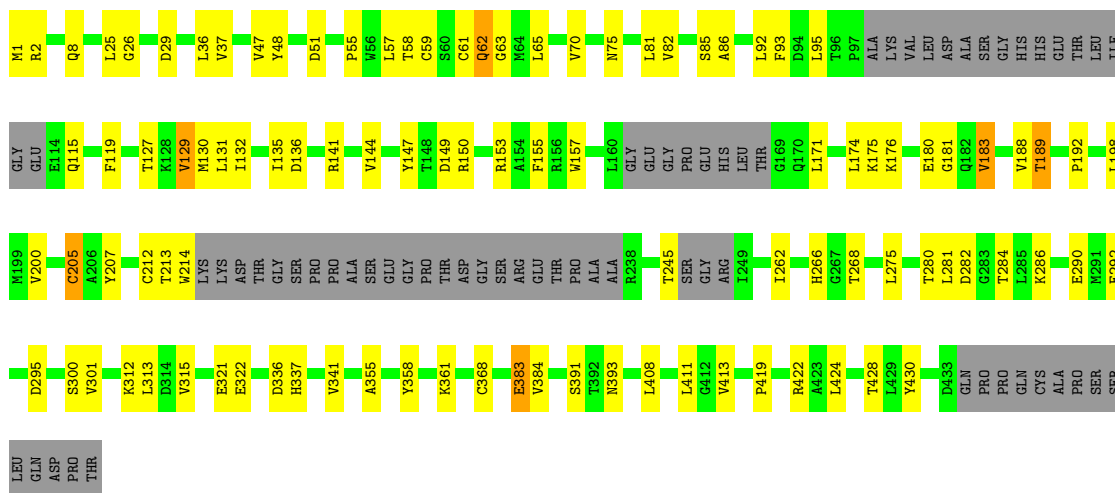 M1 R2 Q8 L25 G26 D29 L36 V37 V47 Y48 D51 P55 W56 L57 T58 C59 S60 C61 Q62 G63 M64 L65 V70 N75 L81 V82 S85 A86 L92 F93 D94 L95 T96 P97 ALA LYS VAL LEU ASP ALA SER GLY HIS HIS GLU THR LEU ILE
GLY GLU E114 Q115 F119 T127 K128 V129 M130 L131 I132 I135 D136 R141 V144 Y147 T148 D149 R150 R153 A154 F155 R156 W157 L160 GLY GLU GLY PRO GLU HIS LEU THR G169 Q170 L171 L174 K175 K176 E180 G181 Q182 V183 V188 T189 P192 L198
M199 V200 C205 A206 Y207 C212 T213 W214 LYS LYS ASP THR GLY SER PRO PRO ALA SER GLU GLY PRO THR ASP GLY SER ARG GLU THR PRO ALA ALA R238 T245 SER GLY ARG I249 I262 H266 G267 T268 L275 T280 L281 D282 G283 T284 L285 K286 E290 M291
D295 S300 V301 K312 L313 D314 V315 E321 E322 D336 H337 V341 A355 Y358 K361 C368 E383 V384 S391 T392 N393 L408 L411 G412 V413 P419 R422 A423 L424 T428 L429 Y430 D433 GLN PRO PRO GLN CYS ALA PRO SER SER
LEU GLN ASP PRO THR